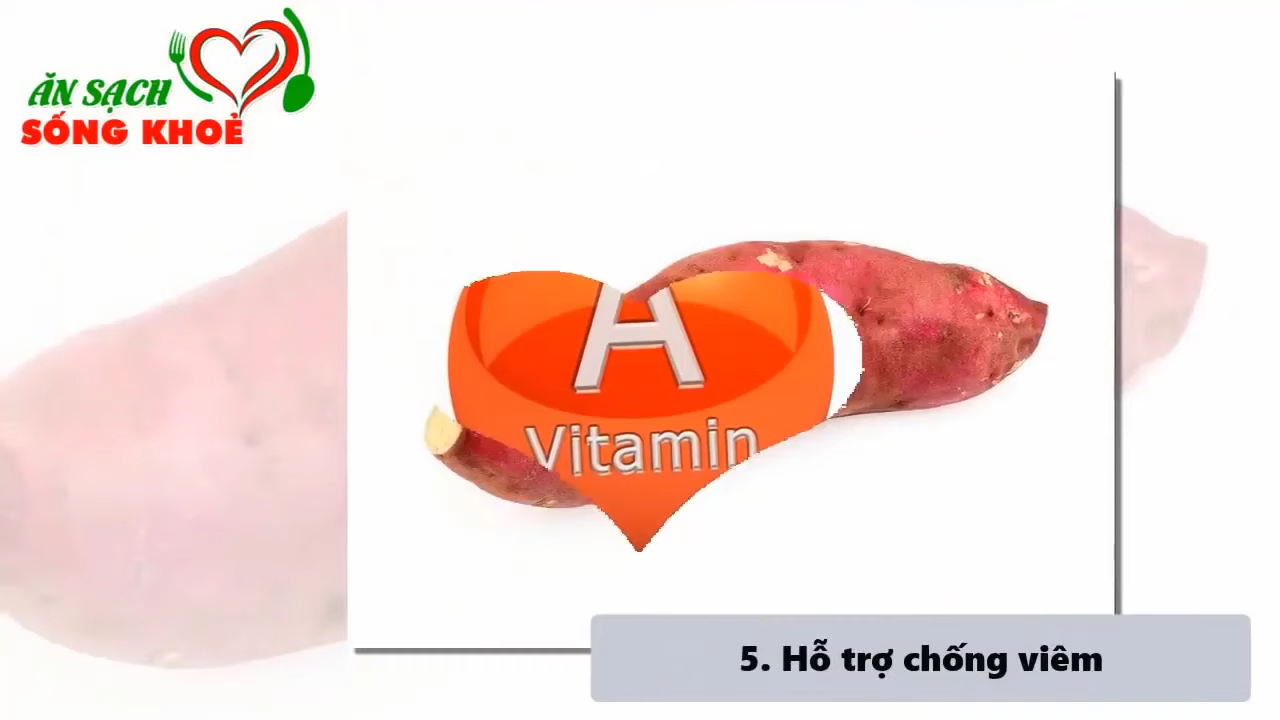 ĂN SẠCH
SỐNG KHOẺ
A
Vitamin
5. Hỗ trợ chống viêm